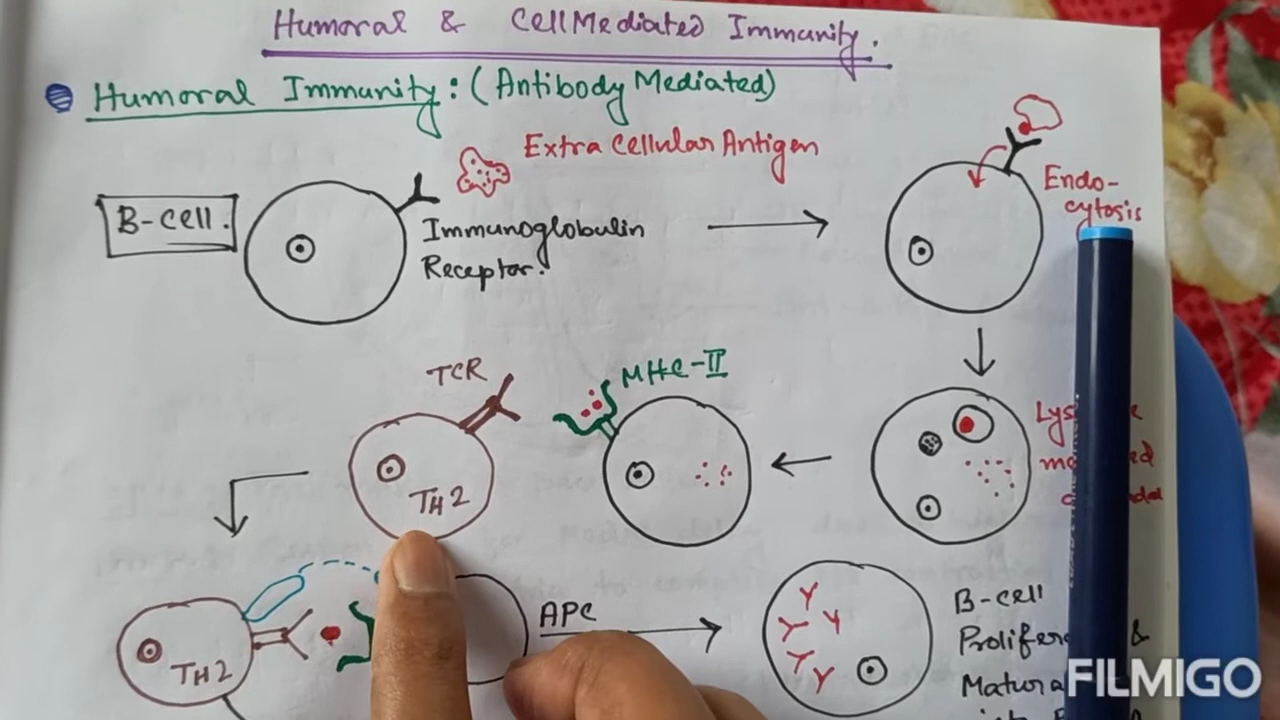 Humoral & Cell Mediated Immunity.
Humoral Immunity: (Antibody Mediated)
Extra Cellular Antigen
B-cell.
Immunoglobulin
Receptor.
Endo-
cytosis
TCR
MHC-II
TH2
TH2
APC
B-cell
&
FILMIGO